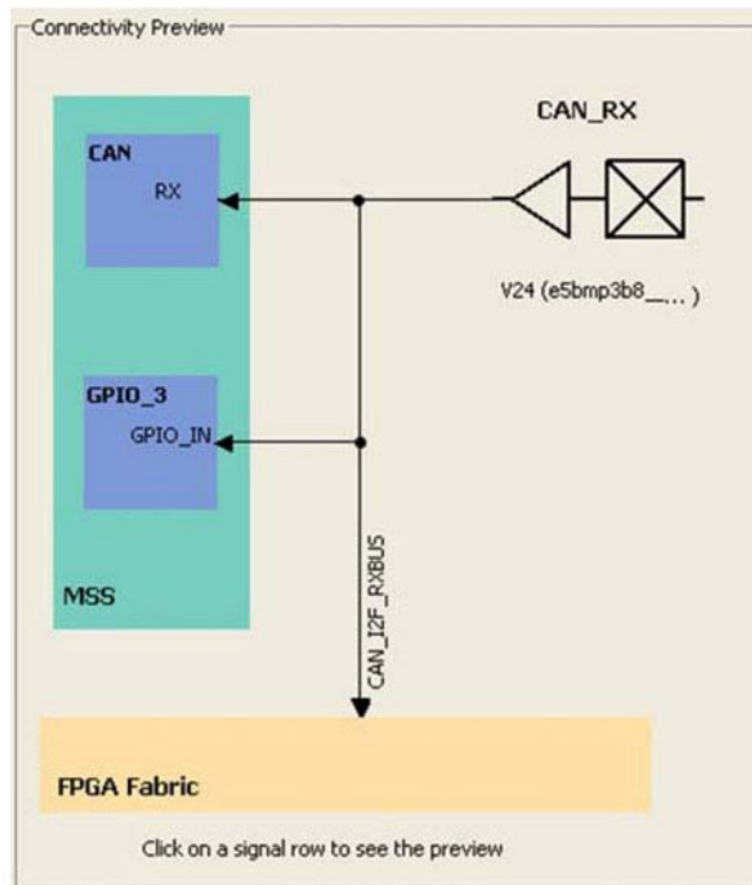 Connectivity Preview
CAN_RX
CAN
RX
V24 (e5bmp3b8__... )
GPIO_3
GPIO_IN
CAN_I2F_RXBUS
MSS
FPGA Fabric
Click on a signal row to see the preview